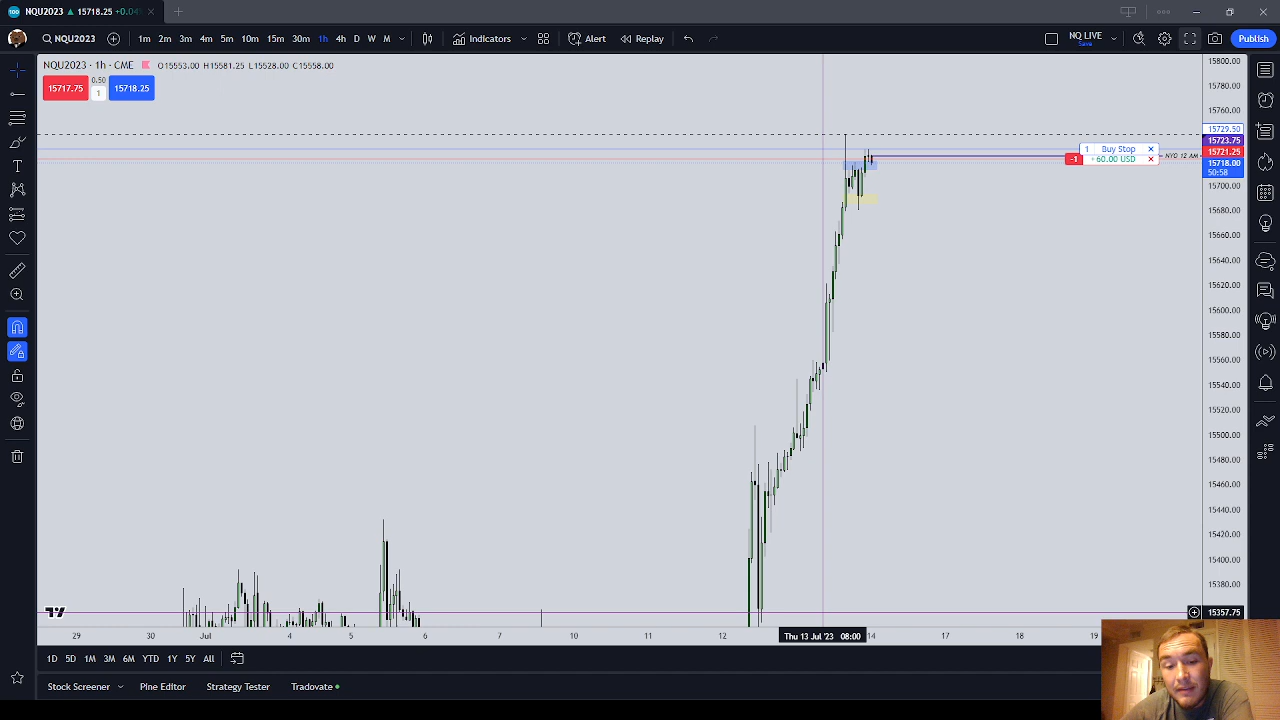 NQU2023 ▲ 15718.25 +0.0
NQU2023 1m 2m 3m 4m 5m 10m 15m 30m 1h 4h D W M Indicators Alert Replay NQ LIVE Save Publish
NQU2023 · 1h · CME O15553.00 H15581.25 L15528.00 C15558.00
15717.75 0.50 1 15718.25
15800.00
15780.00
15760.00
15729.50
15723.75
1 Buy Stop
15721.25
-1 +60.00 USD
NYO 12 AM
15718.00
50:58
15700.00
15680.00
15660.00
15640.00
15620.00
15600.00
15580.00
15560.00
15540.00
15520.00
15500.00
15480.00
15460.00
15440.00
15420.00
15400.00
15380.00
15357.75
29 30 Jul 4 5 6 7 10 11 12 Thu 13 Jul '23 08:00 14 17 18 19
1D 5D 1M 3M 6M YTD 1Y 5Y All
Stock Screener Pine Editor Strategy Tester Tradovate